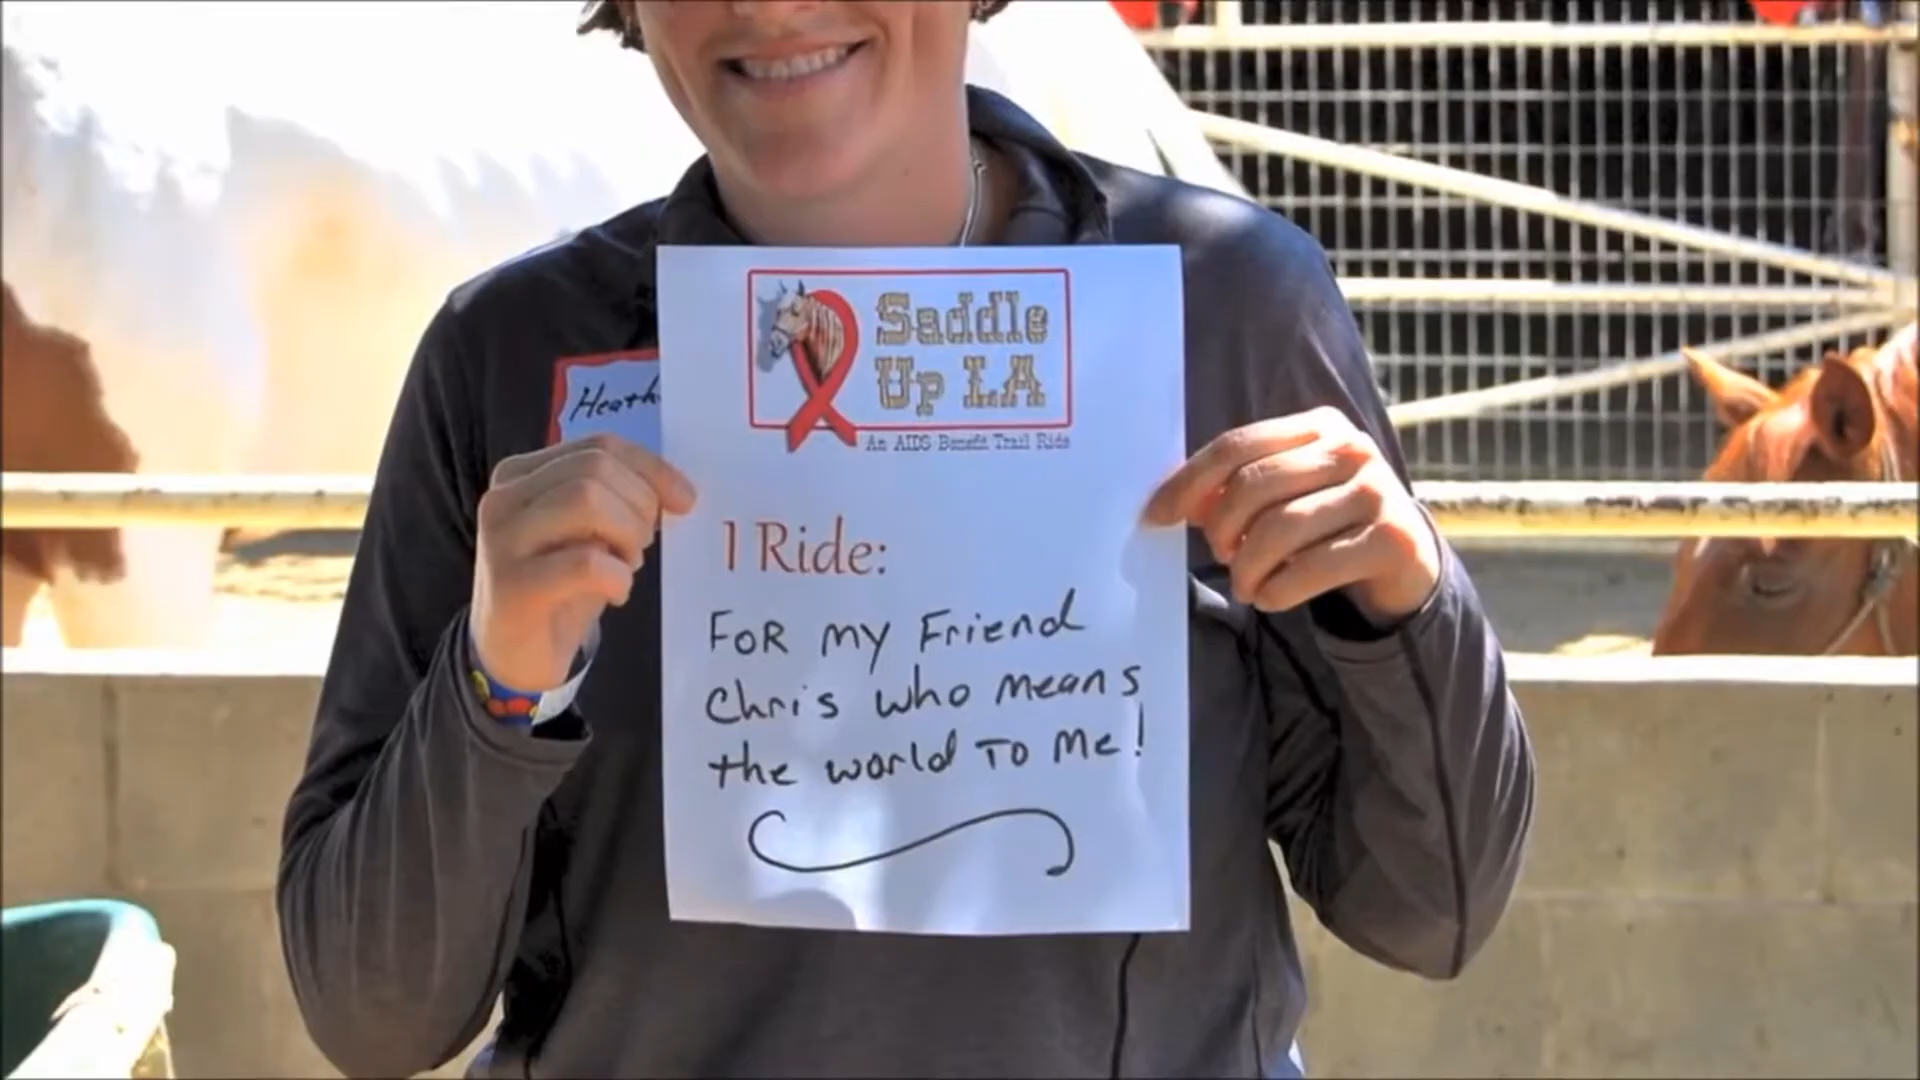 Saddle
Up LA
An AIDS Benefit Trail Ride
I Ride:
FOR my Friend
Chris who means
the world To Me!